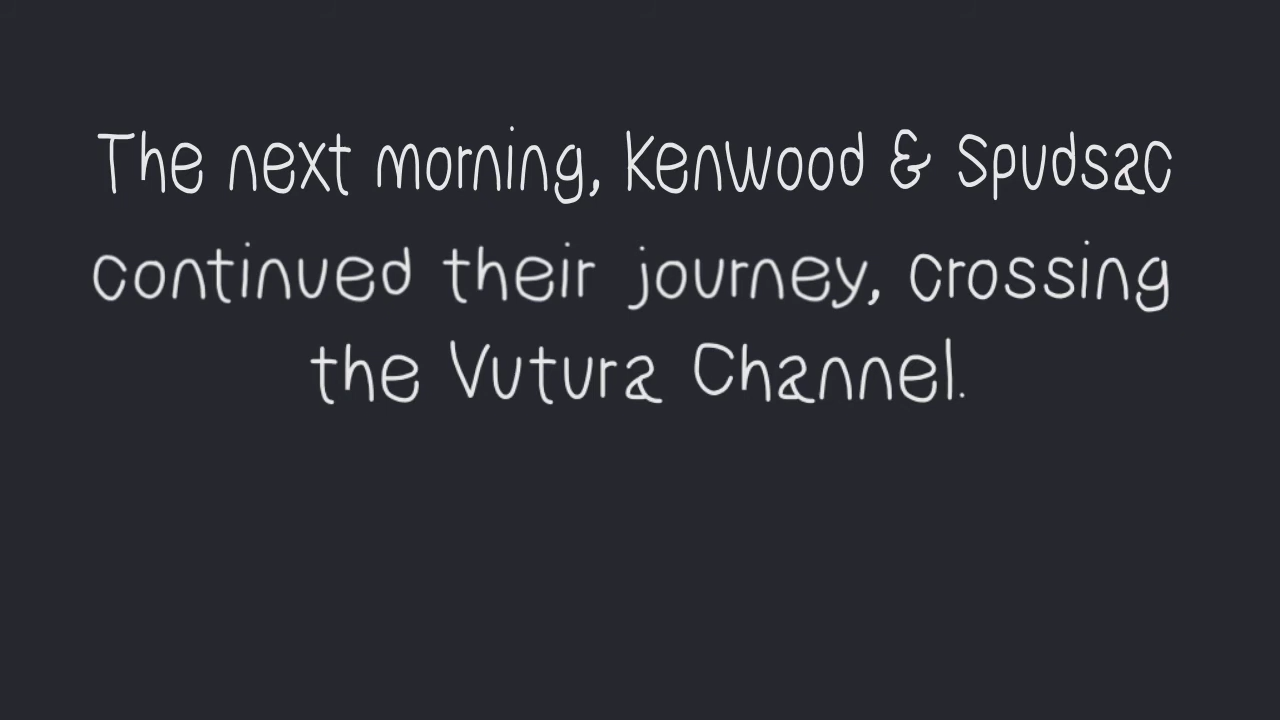 The next morning, Kenwood & Spudsac
continued their journey, crossing
the Vutura Channel.